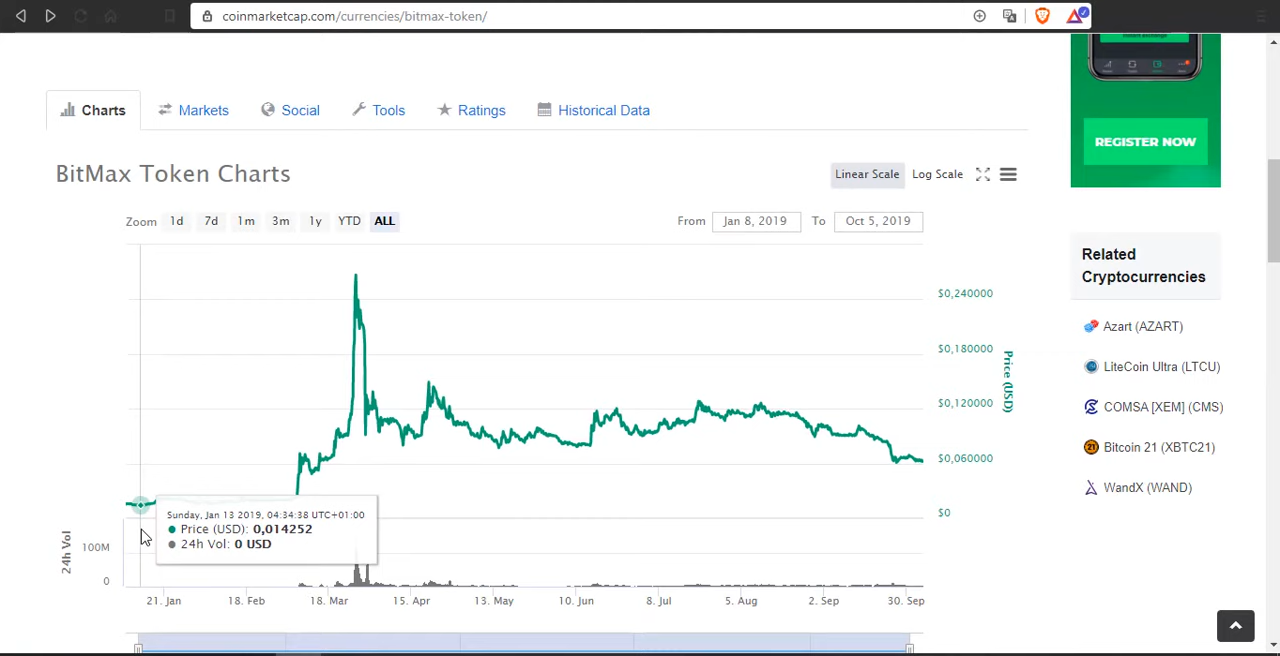 coinmarketcap.com/currencies/bitmax-token/
Charts Markets Social Tools Ratings Historical Data
REGISTER NOW
BitMax Token Charts
Linear Scale Log Scale
Zoom 1d 7d 1m 3m 1y YTD ALL From Jan 8, 2019 To Oct 5, 2019
Related
Cryptocurrencies
Azart (AZART)
LiteCoin Ultra (LTCU)
COMSA [XEM] (CMS)
21 Bitcoin 21 (XBTC21)
WandX (WAND)
$0,240000
$0,180000
$0,120000
$0,060000
$0
Price (USD)
Sunday, Jan 13 2019, 04:34:38 UTC+01:00
Price (USD): 0,014252
24h Vol: 0 USD
24h Vol
100M
0
21. Jan 18. Feb 18. Mar 15. Apr 13. May 10. Jun 8. Jul 5. Aug 2. Sep 30. Sep